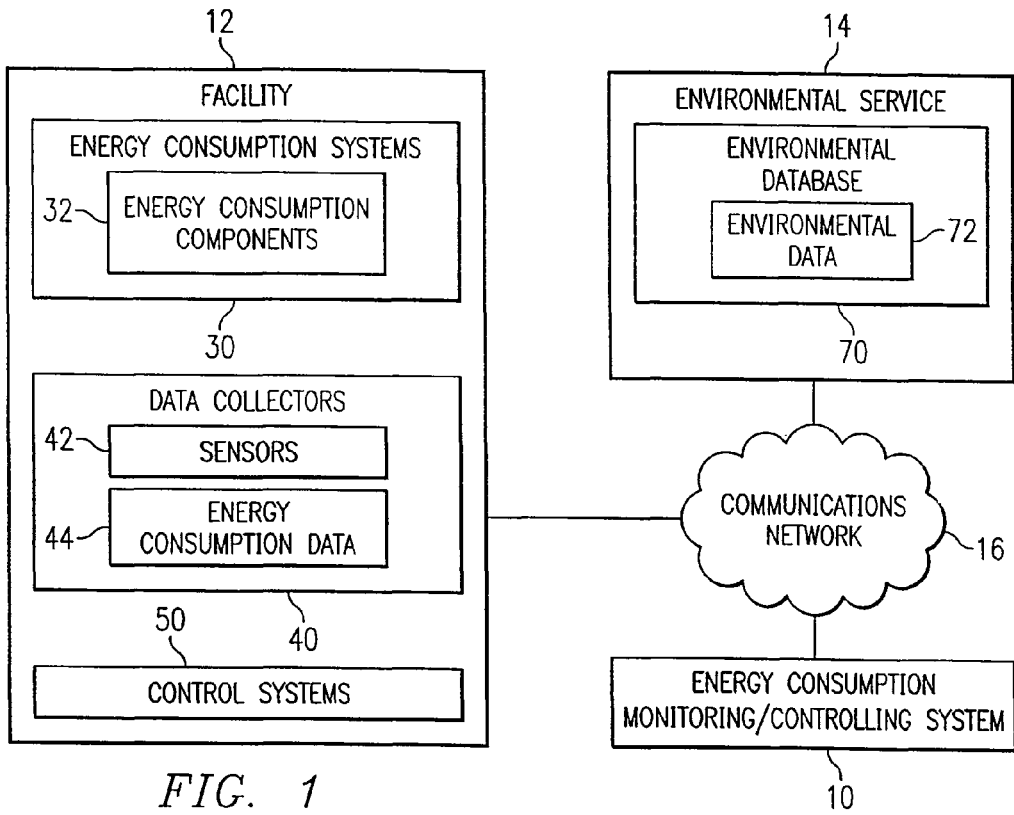 12
FACILITY
ENERGY CONSUMPTION SYSTEMS
32
ENERGY CONSUMPTION
COMPONENTS
30
DATA COLLECTORS
42
SENSORS
44
ENERGY
CONSUMPTION DATA
50
40
CONTROL SYSTEMS
14
ENVIRONMENTAL SERVICE
ENVIRONMENTAL
DATABASE
ENVIRONMENTAL
DATA
72
70
COMMUNICATIONS
NETWORK
16
ENERGY CONSUMPTION
MONITORING/CONTROLLING SYSTEM
10
FIG. 1